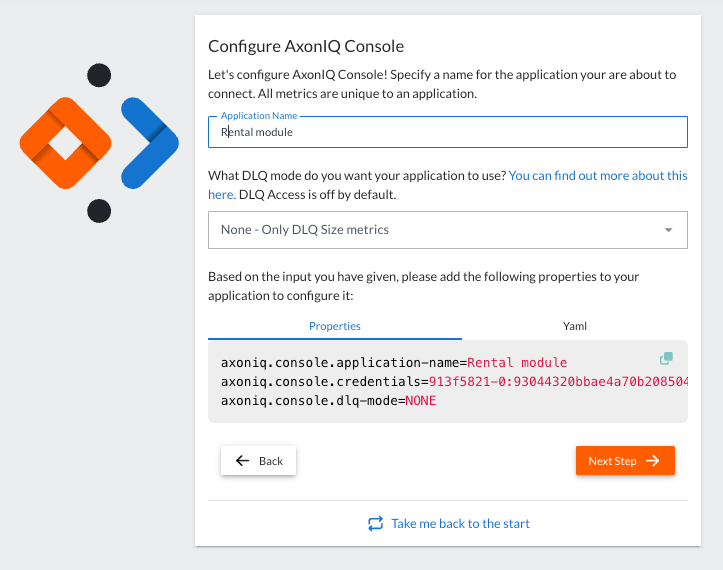 Configure AxonIQ Console
Let's configure AxonIQ Console! Specify a name for the application your are about to
connect. All metrics are unique to an application.
Application Name
Rental module
What DLQ mode do you want your application to use? You can find out more about this
here. DLQ Access is off by default.
None - Only DLQ Size metrics
Based on the input you have given, please add the following properties to your
application to configure it:
Properties
Yaml
axoniq.console.application-name=Rental module
axoniq.console.credentials=913f5821-0:93044320bbae4a70b208504
axoniq.console.dlq-mode=NONE
Back
Next Step
Take me back to the start